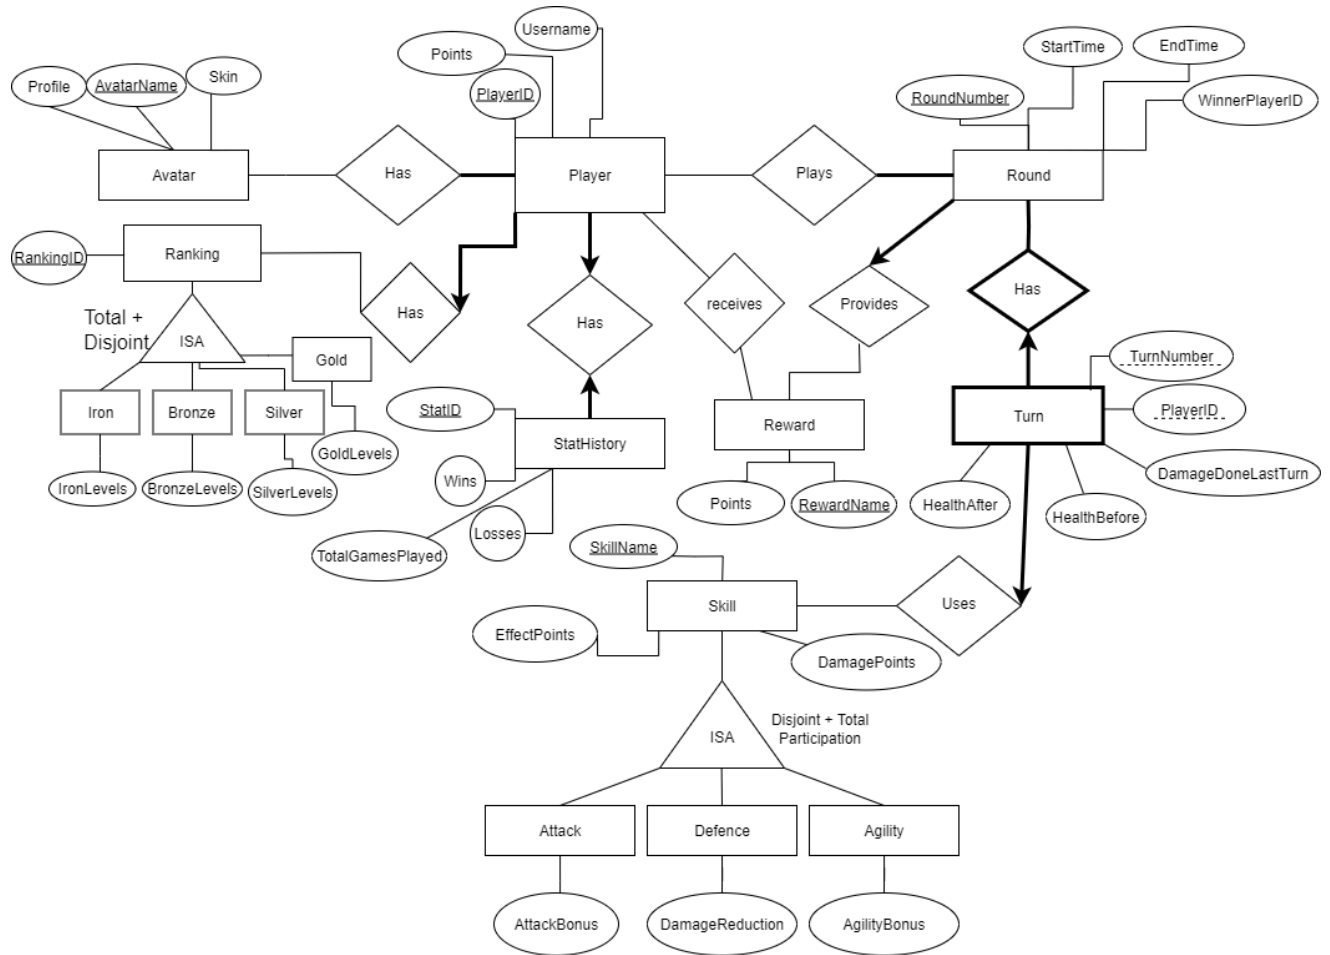 Username
Points
StartTime
EndTime
Profile
AvatarName
Skin
PlayerID
RoundNumber
WinnerPlayerID
Avatar
Has
Player
Plays
Round
RankingID
Ranking
Has
Has
receives
Provides
Has
Total +
Disjoint
ISA
Gold
TurnNumber
Iron
Bronze
Silver
StatID
PlayerID
Turn
Reward
StatHistory
GoldLevels
IronLevels
BronzeLevels
SilverLevels
Wins
Points
RewardName
HealthAfter
HealthBefore
DamageDoneLastTurn
TotalGamesPlayed
Losses
SkillName
Skill
Uses
EffectPoints
DamagePoints
ISA
Disjoint + Total
Participation
Attack
Defence
Agility
AttackBonus
DamageReduction
AgilityBonus